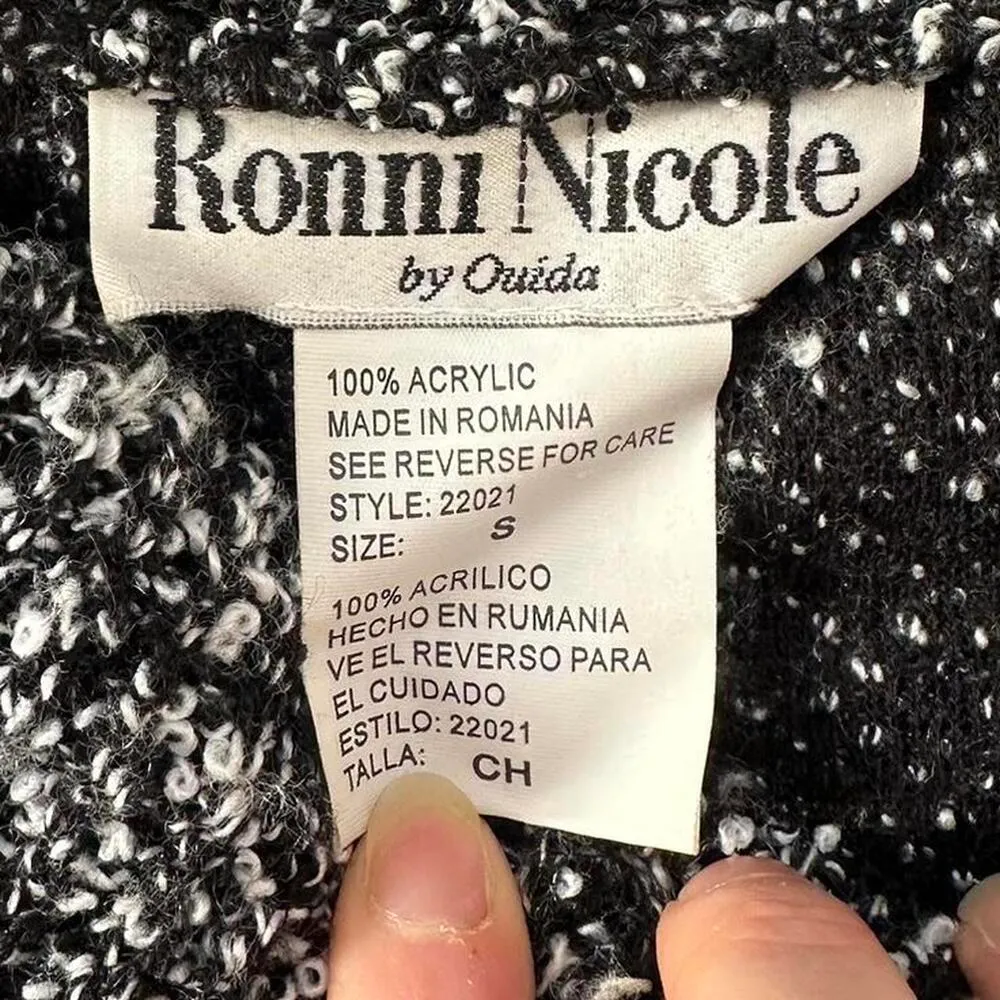 Ronni Nicole
by Ouida
100% ACRYLIC
MADE IN ROMANIA
SEE REVERSE FOR CARE
STYLE: 22021
SIZE: S
100% ACRILICO
HECHO EN RUMANIA
VE EL REVERSO PARA
EL CUIDADO
ESTILO: 22021
TALLA: CH